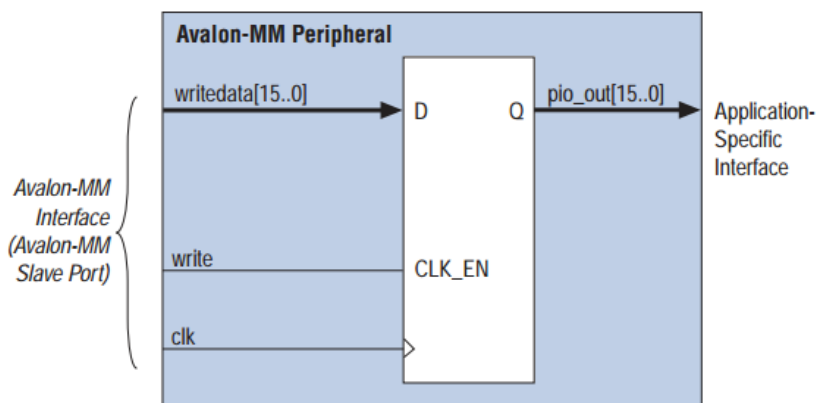 Avalon-MM Peripheral
writedata[15..0]
D
Q
pio_out[15..0]
Application-
Specific
Interface
Avalon-MM
Interface
(Avalon-MM
Slave Port)
write
CLK_EN
clk